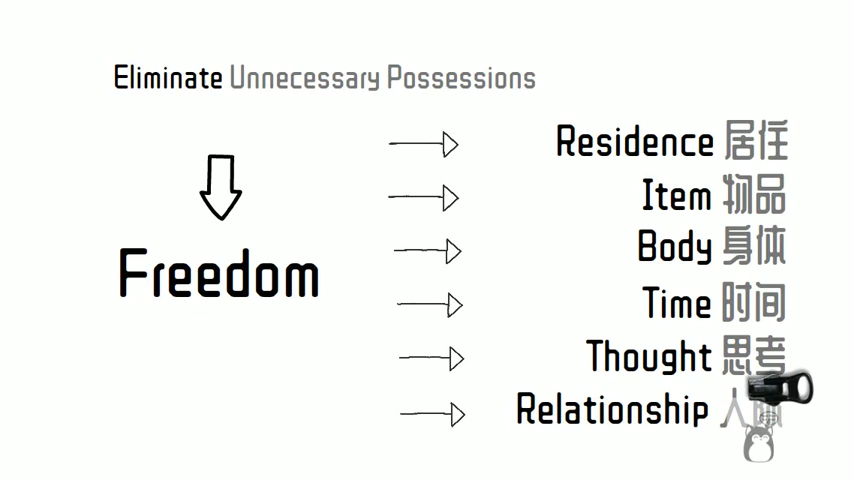 Eliminate Unnecessary Possessions
Freedom
Residence 居住
Item 物品
Body 身体
Time 时间
Thought 思考
Relationship 人